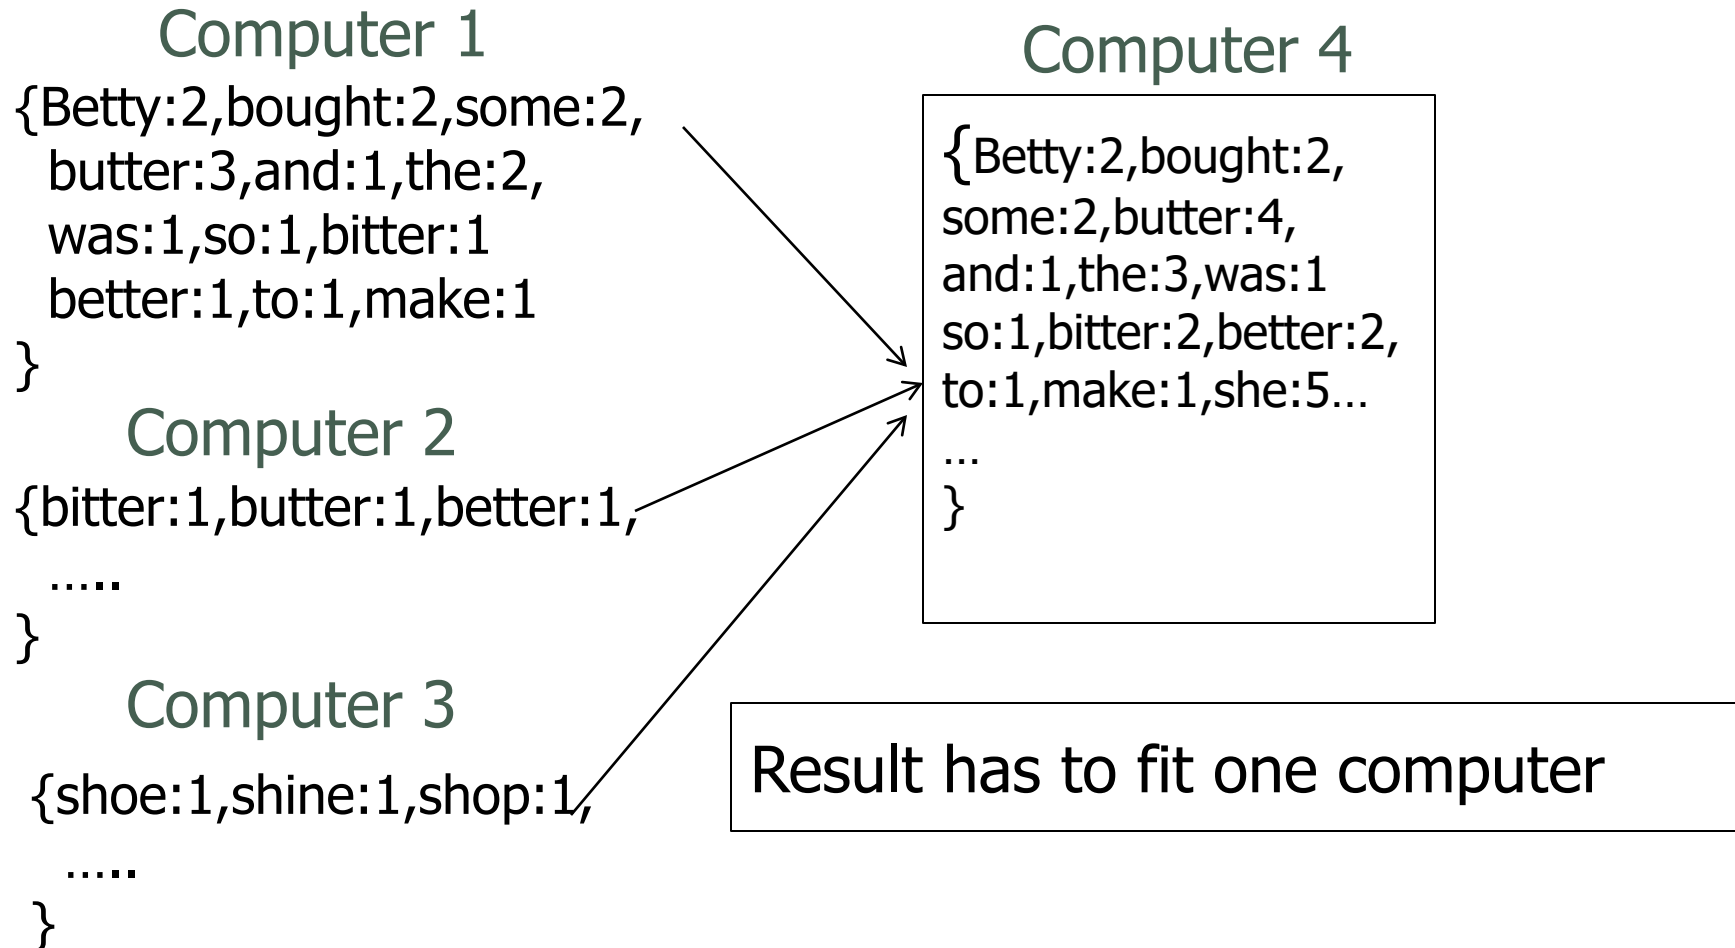 Computer 1
{Betty:2,bought:2,some:2,
butter:3,and:1,the:2,
was:1,so:1,bitter:1
better:1,to:1,make:1
}
Computer 2
{bitter:1,butter:1,better:1,
…..
}
Computer 3
{shoe:1,shine:1,shop:1,
…..
}
Computer 4
{Betty:2,bought:2,
some:2,butter:4,
and:1,the:3,was:1
so:1,bitter:2,better:2,
to:1,make:1,she:5…
…
}
Result has to fit one computer